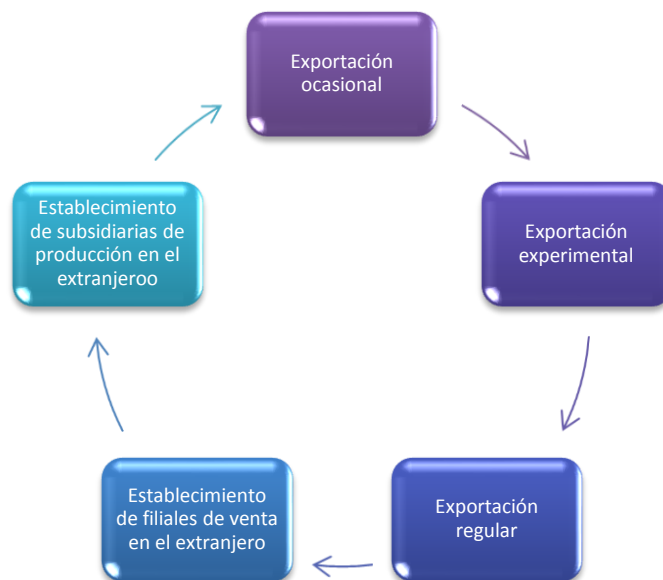 Exportación
ocasional
Exportación
experimental
Exportación
regular
Establecimiento
de filiales de venta
en el extranjero
Establecimiento
de subsidiarias de
producción en el
extranjeroo